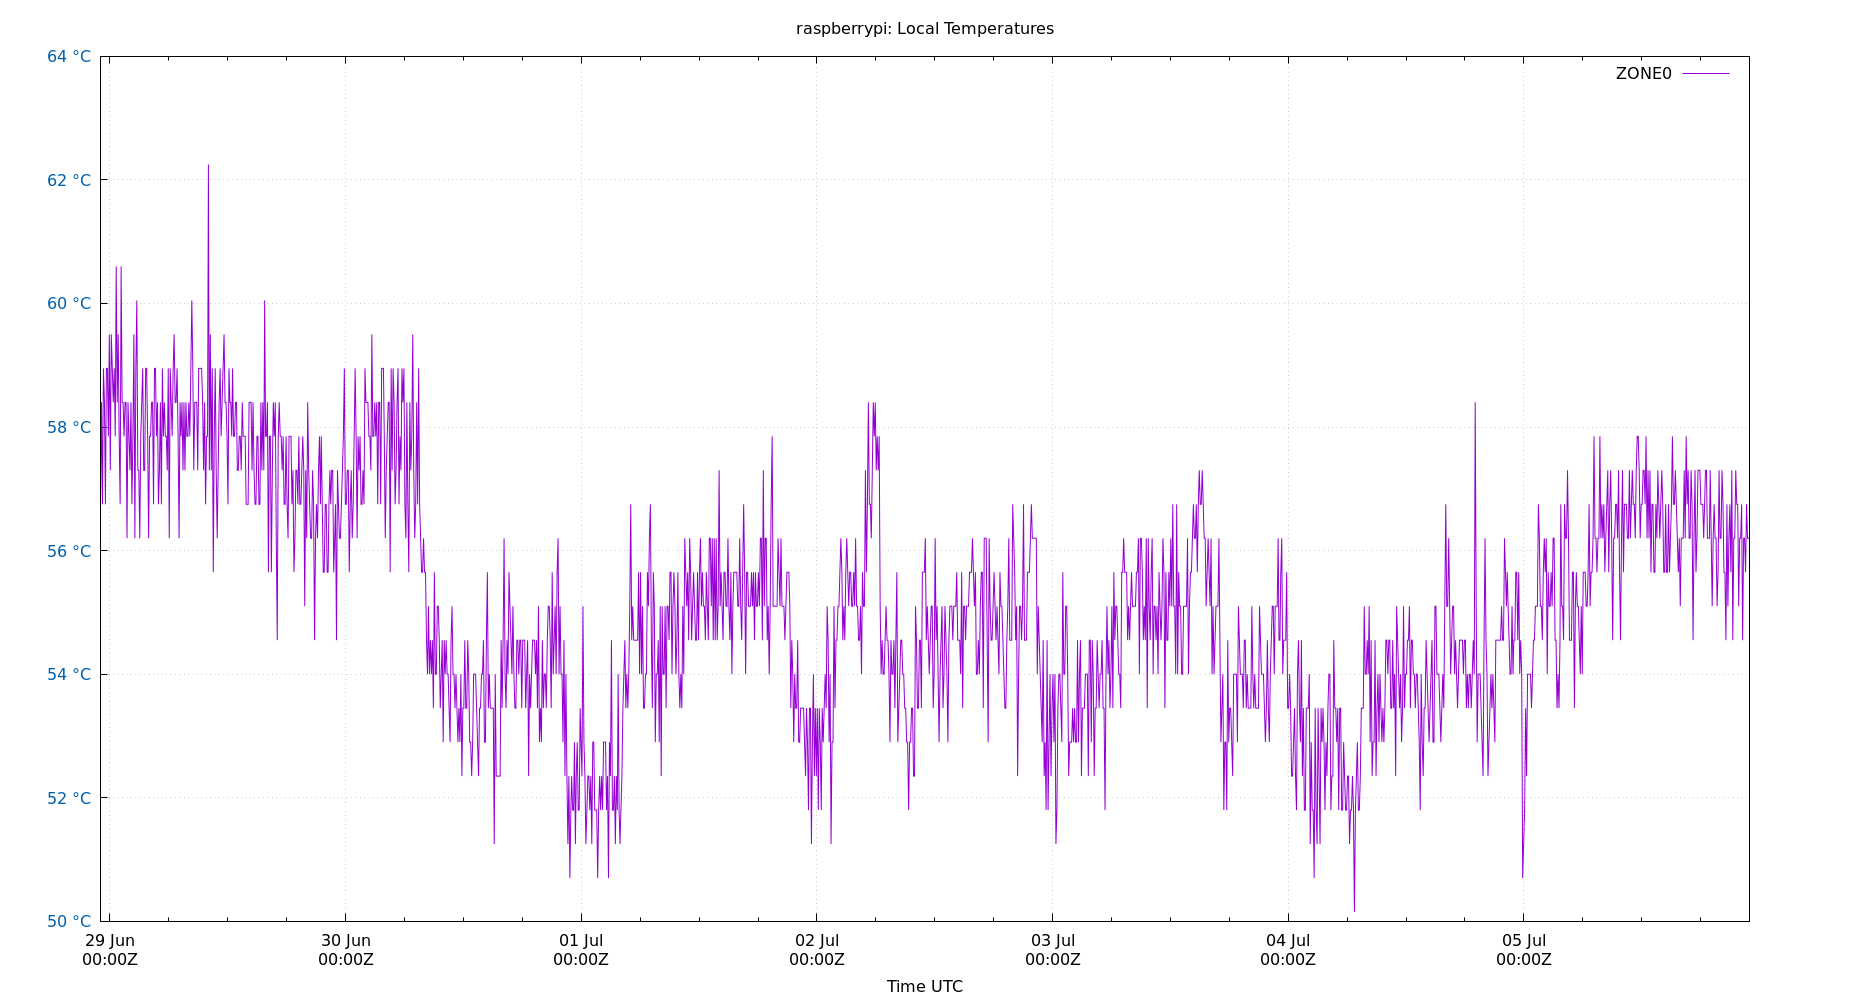 raspberrypi: Local Temperatures
64 °C
ZONE0
62 °C
60 °C
58 °C
56 °C
54 °C
52 °C
50 °C
29 Jun 30 Jun 01 Jul 02 Jul 03 Jul 04 Jul 05 Jul
00:00Z 00:00Z 00:00Z 00:00Z 00:00Z 00:00Z 00:00Z
Time UTC